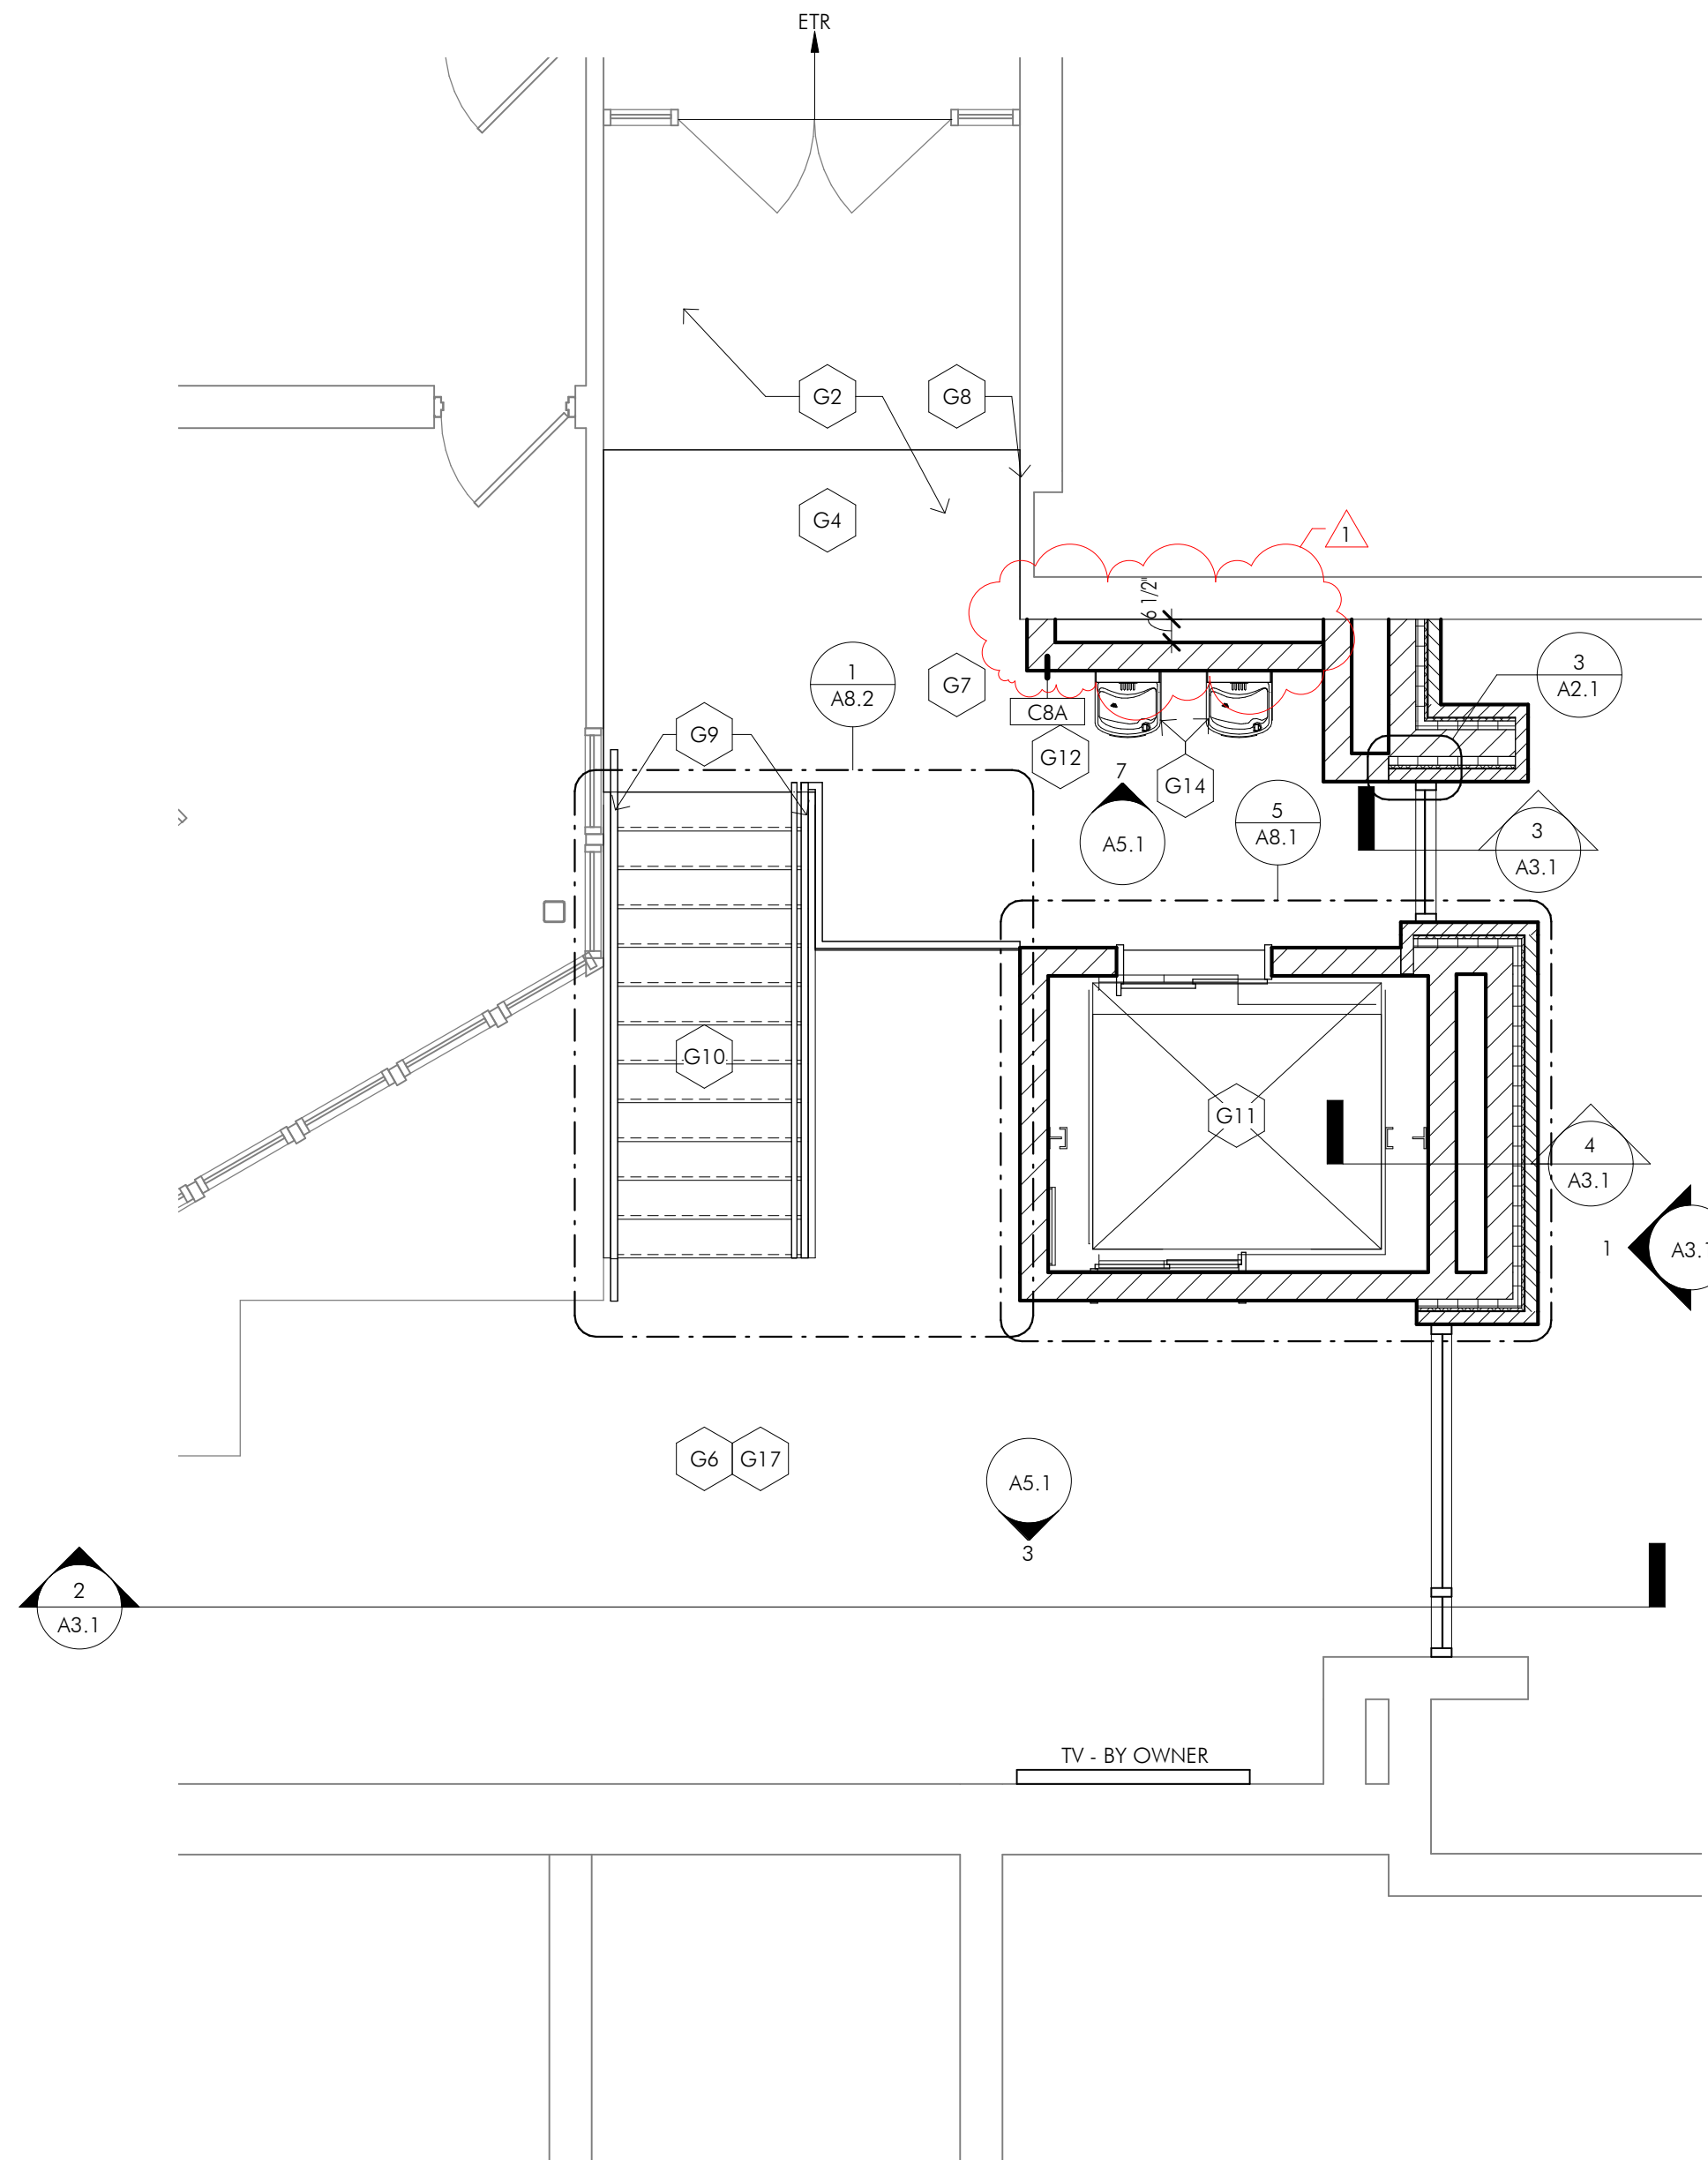 ETR
G2
G8
G4
1
6 1/2"
3
A2.1
1
A8.2
G7
C8A
G9
G12
G14
7
A5.1
5
A8.1
3
A3.1
G10
G11
4
A3.1
1
G6
G17
A5.1
3
2
A3.1
TV - BY OWNER